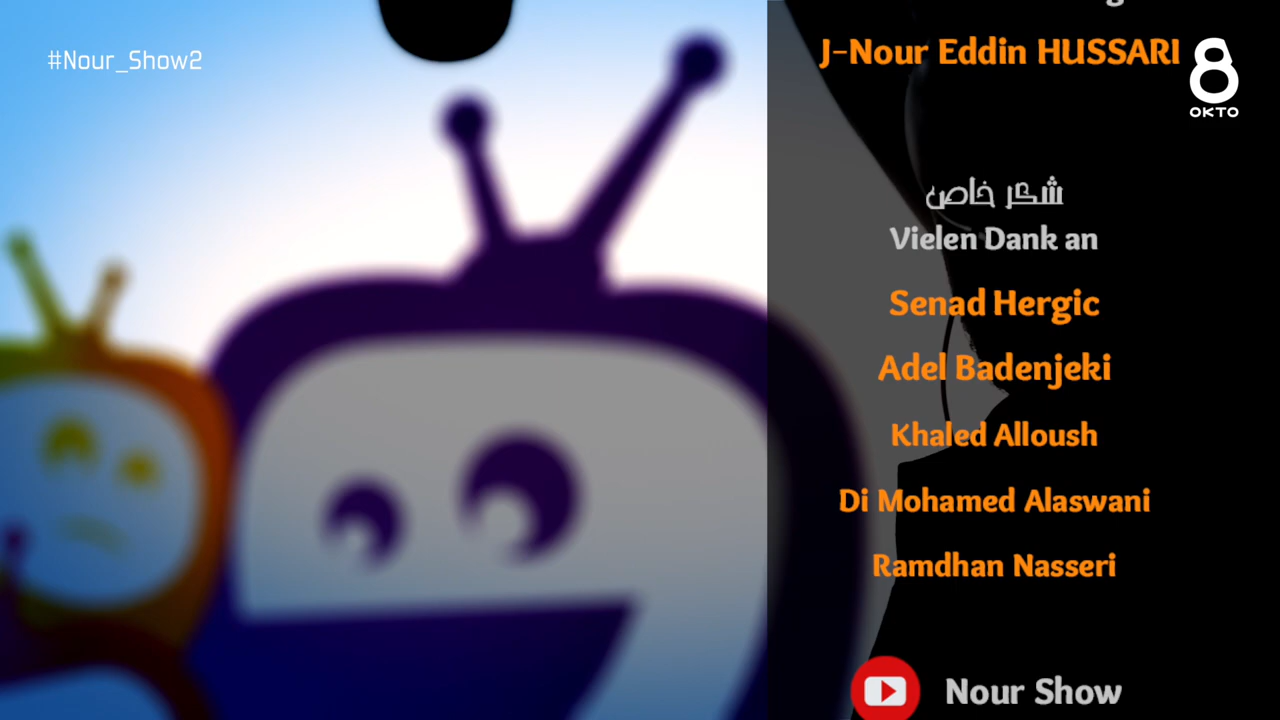 #Nour_Show2
J-Nour Eddin HUSSARI
8
OKTO
شكر خاص
Vielen Dank an
Senad Hergic
Adel Badenjeki
Khaled Alloush
Di Mohamed Alaswani
Ramdhan Nasseri
Nour Show